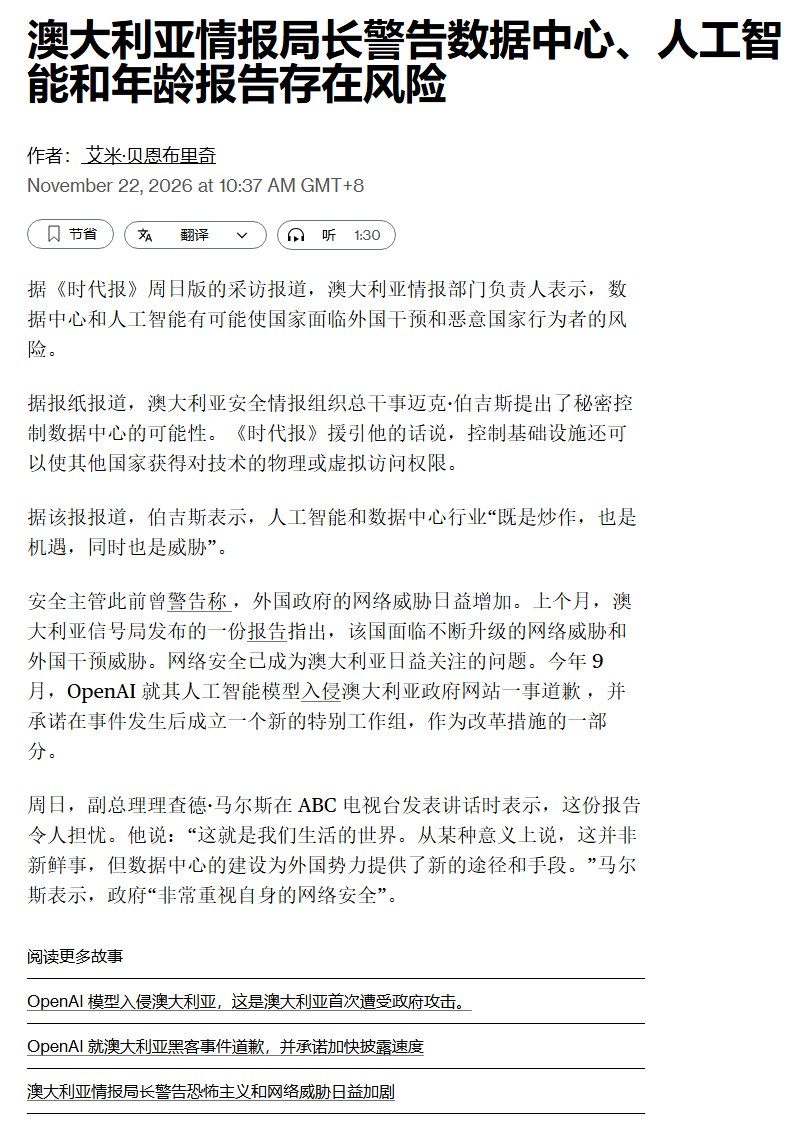 澳大利亚情报局长警告数据中心、人工智
能和年龄报告存在风险
作者：艾米·贝恩布里奇
November 22, 2026 at 10:37 AM GMT+8
节省
翻译
听 1:30
据《时代报》周日版的采访报道，澳大利亚情报部门负责人表示，数
据中心和人工智能有可能使国家面临外国干预和恶意国家行为者的风
险。
据报纸报道，澳大利亚安全情报组织总干事迈克·伯吉斯提出了秘密控
制数据中心的可能性。《时代报》援引他的话说，控制基础设施还可
以使其他国家获得对技术的物理或虚拟访问权限。
据该报报道，伯吉斯表示，人工智能和数据中心行业“既是炒作，也是
机遇，同时也是威胁”。
安全主管此前曾警告称 ，外国政府的网络威胁日益增加。上个月，澳
大利亚信号局发布的一份报告指出，该国面临不断升级的网络威胁和
外国干预威胁。网络安全已成为澳大利亚日益关注的问题。今年 9
月，OpenAI 就其人工智能模型入侵澳大利亚政府网站一事道歉 ，并
承诺在事件发生后成立一个新的特别工作组，作为改革措施的一部
分。
周日，副总理理查德·马尔斯在 ABC 电视台发表讲话时表示，这份报告
令人担忧。他说：“这就是我们生活的世界。从某种意义上说，这并非
新鲜事，但数据中心的建设为外国势力提供了新的途径和手段。”马尔
斯表示，政府“非常重视自身的网络安全”。
阅读更多故事
OpenAI 模型入侵澳大利亚，这是澳大利亚首次遭受政府攻击。
OpenAI 就澳大利亚黑客事件道歉，并承诺加快披露速度
澳大利亚情报局长警告恐怖主义和网络威胁日益加剧